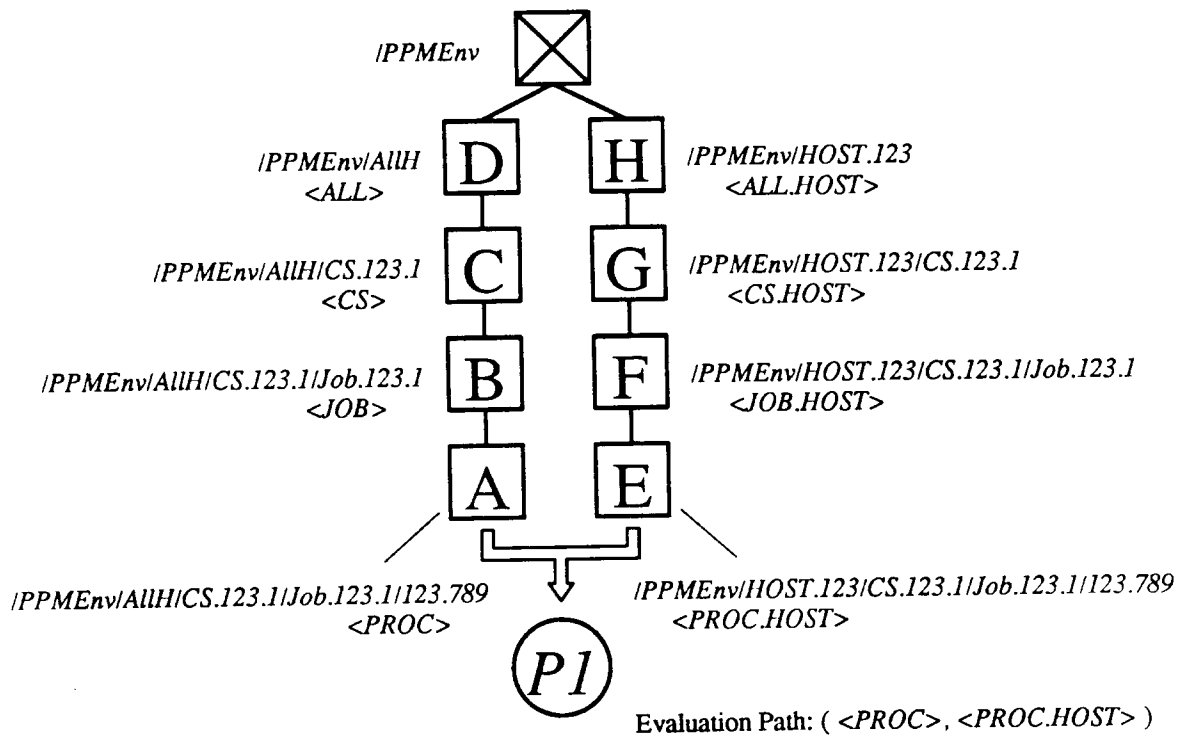 /PPMEnv
D
H
/PPMEnv/AllH
<ALL>
/PPMEnv/HOST.123
<ALL.HOST>
C
G
/PPMEnv/AllH/CS.123.1
<CS>
/PPMEnv/HOST.123/CS.123.1
<CS.HOST>
B
F
/PPMEnv/AllH/CS.123.1/Job.123.1
<JOB>
/PPMEnv/HOST.123/CS.123.1/Job.123.1
<JOB.HOST>
A
E
/PPMEnv/AllH/CS.123.1/Job.123.1/123.789
<PROC>
/PPMEnv/HOST.123/CS.123.1/Job.123.1/123.789
<PROC.HOST>
P1
Evaluation Path: ( <PROC>, <PROC.HOST> )